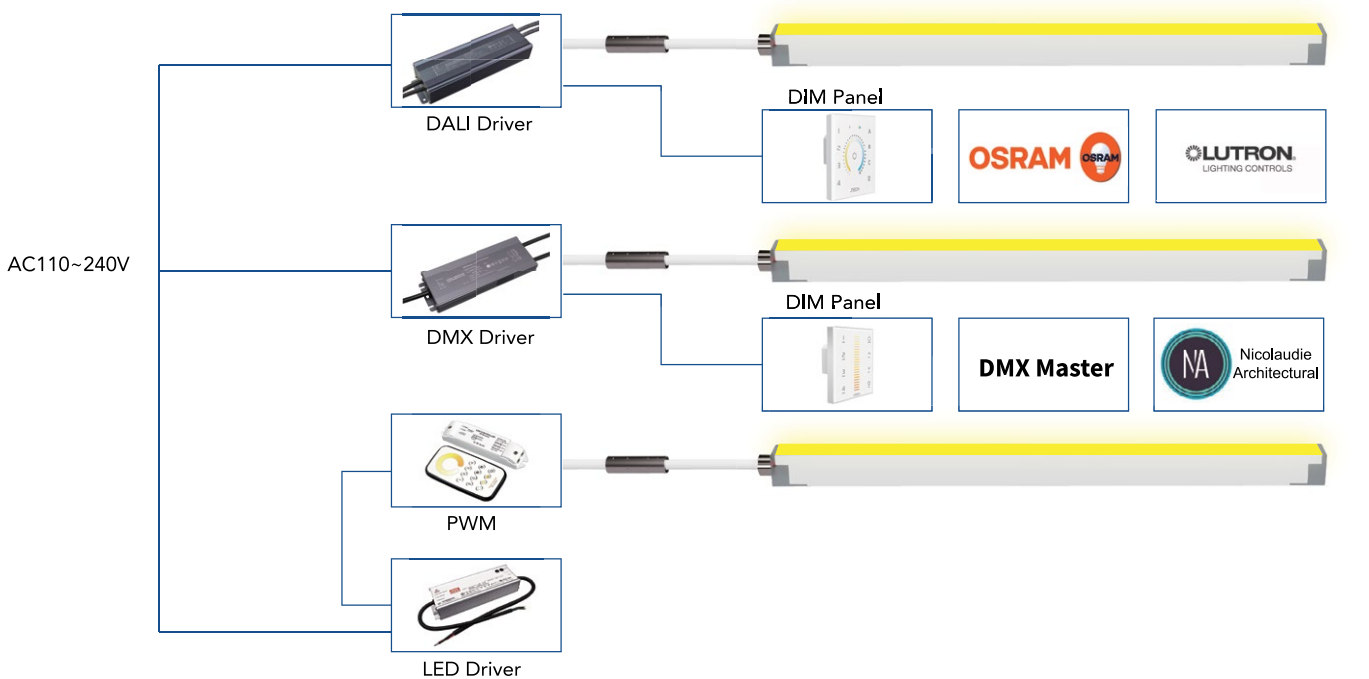 DALI Driver
DIM Panel
OSRAM
OSRAM
LUTRON
LIGHTING CONTROLS
AC110~240V
DMX Driver
DIM Panel
DMX Master
NA
Nicolaudie
Architectural
PWM
LED Driver